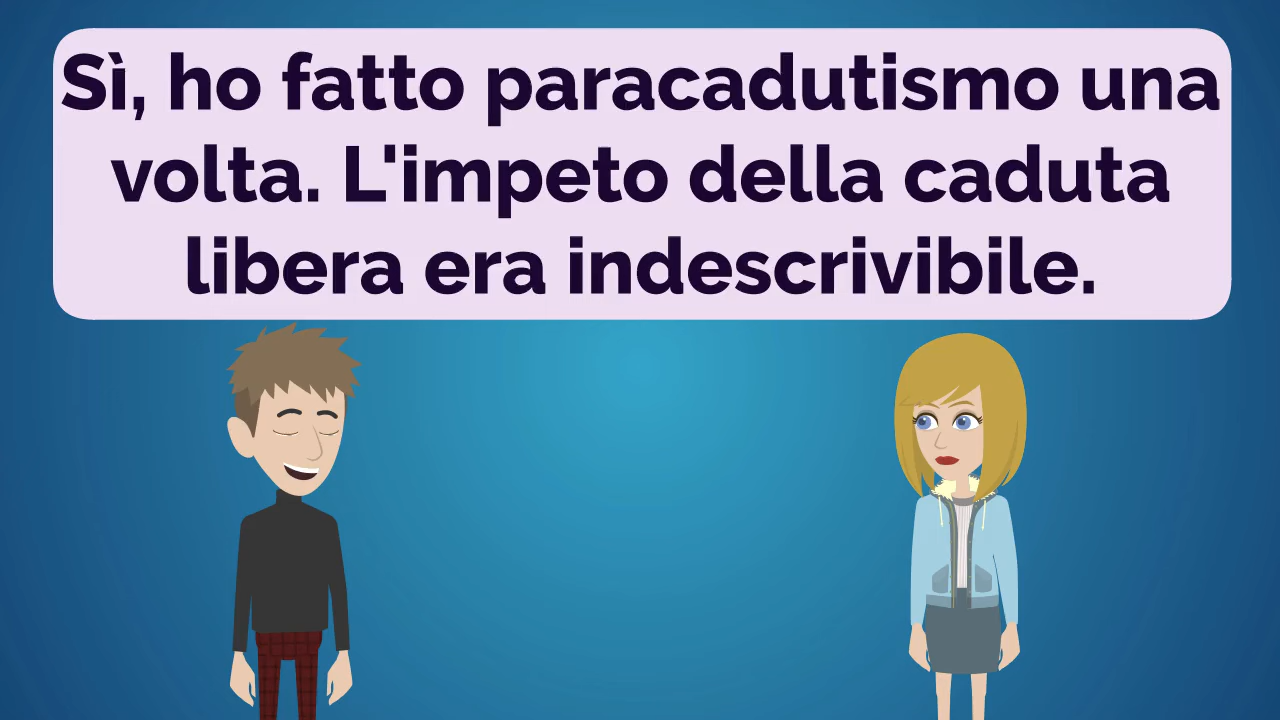 Sì, ho fatto paracadutismo una
volta. L'impeto della caduta
libera era indescrivibile.